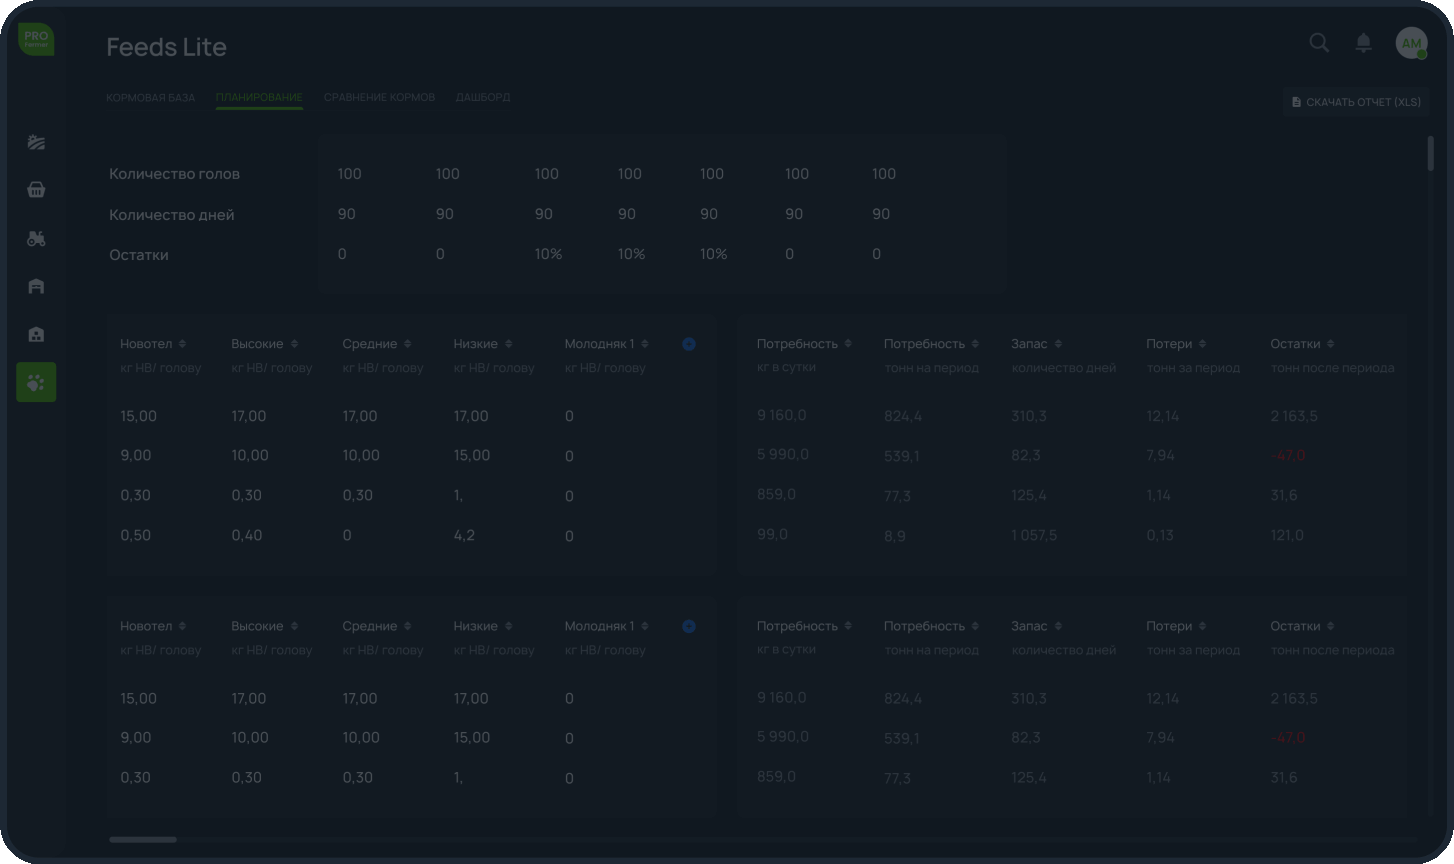 PRO
Feeds Lite
AM
КОРМОВАЯ БАЗА ПЛАНИРОВАНИЕ СРАВНЕНИЕ КОРМОВ ДАШБОРД
СКАЧАТЬ ОТЧЕТ (XLS)
Количество голов 100 100 100 100 100 100 100
Количество дней 90 90 90 90 90 90 90
Остатки 0 0 10% 10% 10% 0 0
Новотел Высокие Средние Низкие Молодняк 1 Потребность Потребность Запас Потери Остатки
кг НВ/ голову кг НВ/ голову кг НВ/ голову кг НВ/ голову кг НВ/ голову кг в сутки тонн на период количество дней тонн за период тонн после периода
15,00 17,00 17,00 17,00 0 9 160,0 824,4 310,3 12,14 2 163,5
9,00 10,00 10,00 15,00 0 5 990,0 539,1 82,3 7,94 -47,0
0,30 0,30 0,30 1, 0 859,0 77,3 125,4 1,14 31,6
0,50 0,40 0 4,2 0 99,0 8,9 1 057,5 0,13 121,0
Новотел Высокие Средние Низкие Молодняк 1 Потребность Потребность Запас Потери Остатки
кг НВ/ голову кг НВ/ голову кг НВ/ голову кг НВ/ голову кг НВ/ голову кг в сутки тонн на период количество дней тонн за период тонн после периода
15,00 17,00 17,00 17,00 0 9 160,0 824,4 310,3 12,14 2 163,5
9,00 10,00 10,00 15,00 0 5 990,0 539,1 82,3 7,94 -47,0
0,30 0,30 0,30 1, 0 859,0 77,3 125,4 1,14 31,6